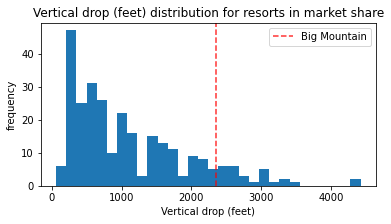 Vertical drop (feet) distribution for resorts in market share
Big Mountain
frequency
40
30
20
10
0
0 1000 2000 3000 4000
Vertical drop (feet)